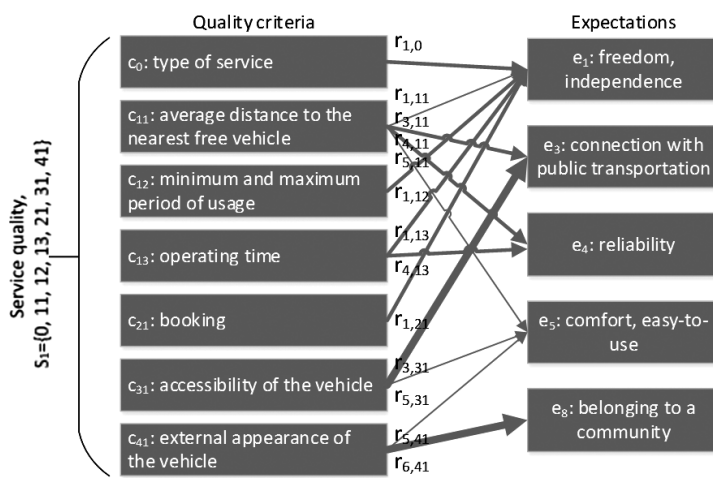 Quality criteria
Expectations
Service quality,
S₁={0, 11, 12, 13, 21, 31, 41}
c₀: type of service
c₁₁: average distance to the
nearest free vehicle
c₁₂: minimum and maximum
period of usage
c₁₃: operating time
c₂₁: booking
c₃₁: accessibility of the vehicle
c₄₁: external appearance of
the vehicle
r₁,₀
r₁,₁₁
r₃,₁₁
r₄,₁₁
r₅,₁₁
r₁,₁₂
r₁,₁₃
r₄,₁₃
r₁,₂₁
r₃,₃₁
r₅,₃₁
r₅,₄₁
r₆,₄₁
e₁: freedom,
independence
e₃: connection with
public transportation
e₄: reliability
e₅: comfort, easy-to-
use
e₈: belonging to a
community